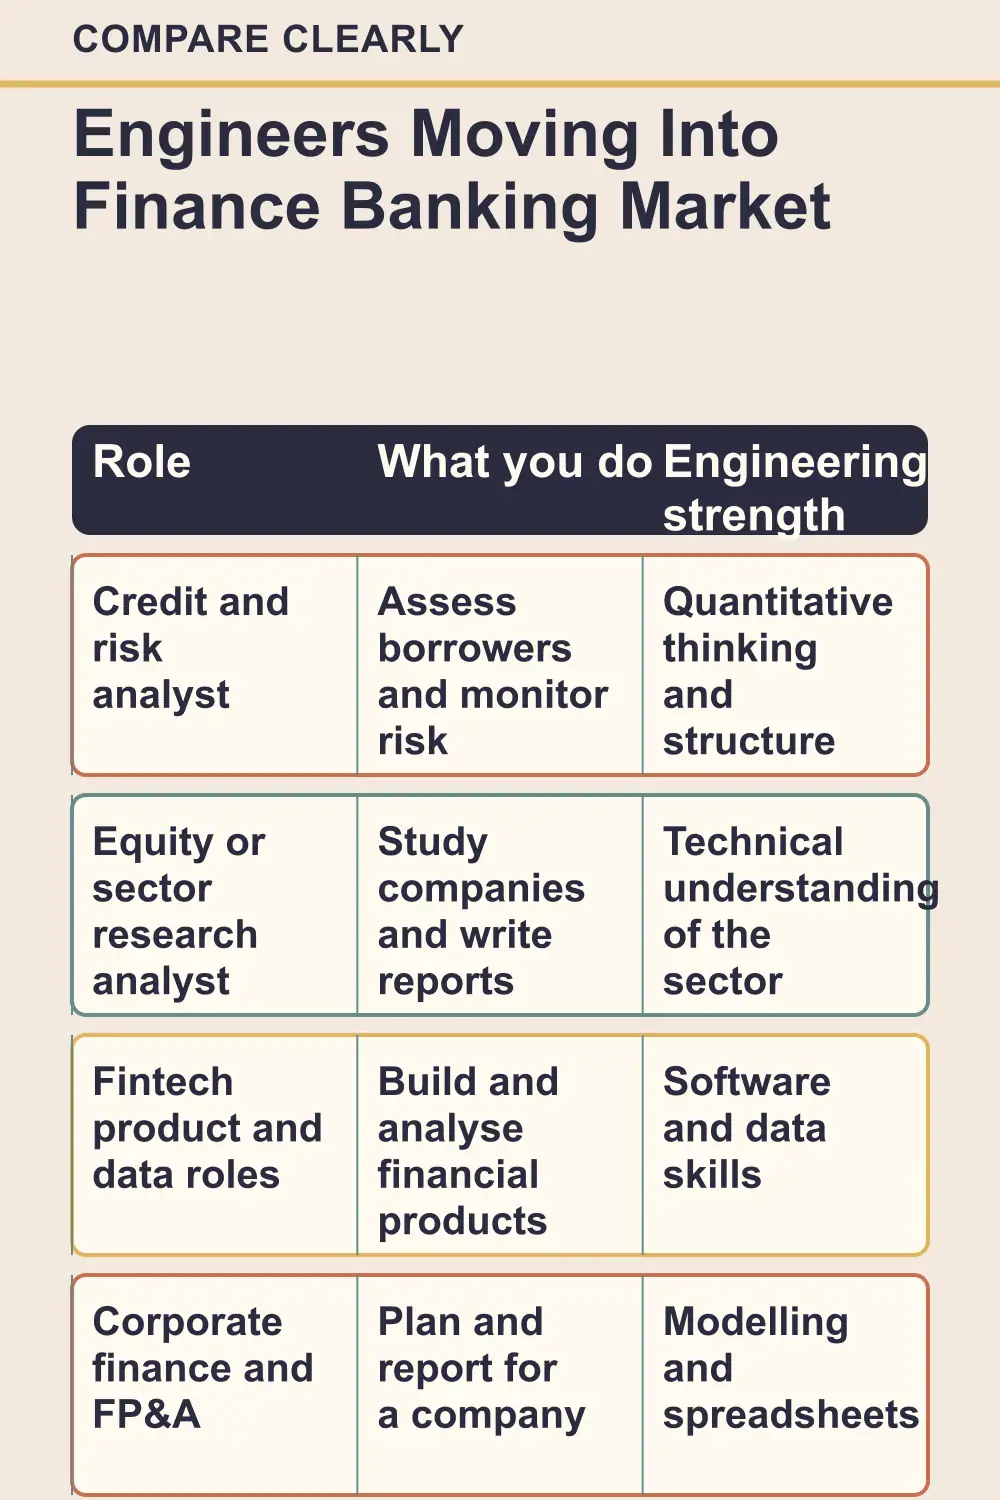 COMPARE CLEARLY
Engineers Moving Into
Finance Banking Market
Role
What you do
Engineering
strength
Credit and
risk
analyst
Assess
borrowers
and monitor
risk
Quantitative
thinking
and
structure
Equity or
sector
research
analyst
Study
companies
and write
reports
Technical
understanding
of the
sector
Fintech
product and
data roles
Build and
analyse
financial
products
Software
and data
skills
Corporate
finance and
FP&A
Plan and
report for
a company
Modelling
and
spreadsheets